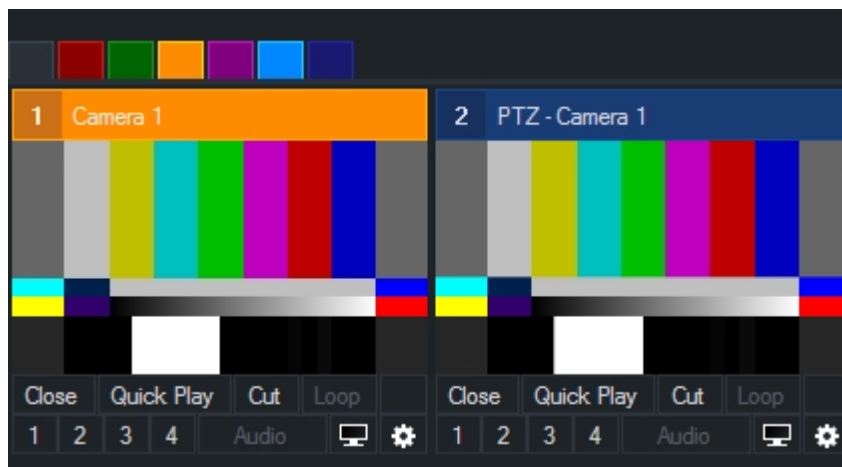 1 Camera 1
2 PTZ - Camera 1
Close Quick Play Cut Loop
Close Quick Play Cut Loop
1 2 3 4 Audio
1 2 3 4 Audio